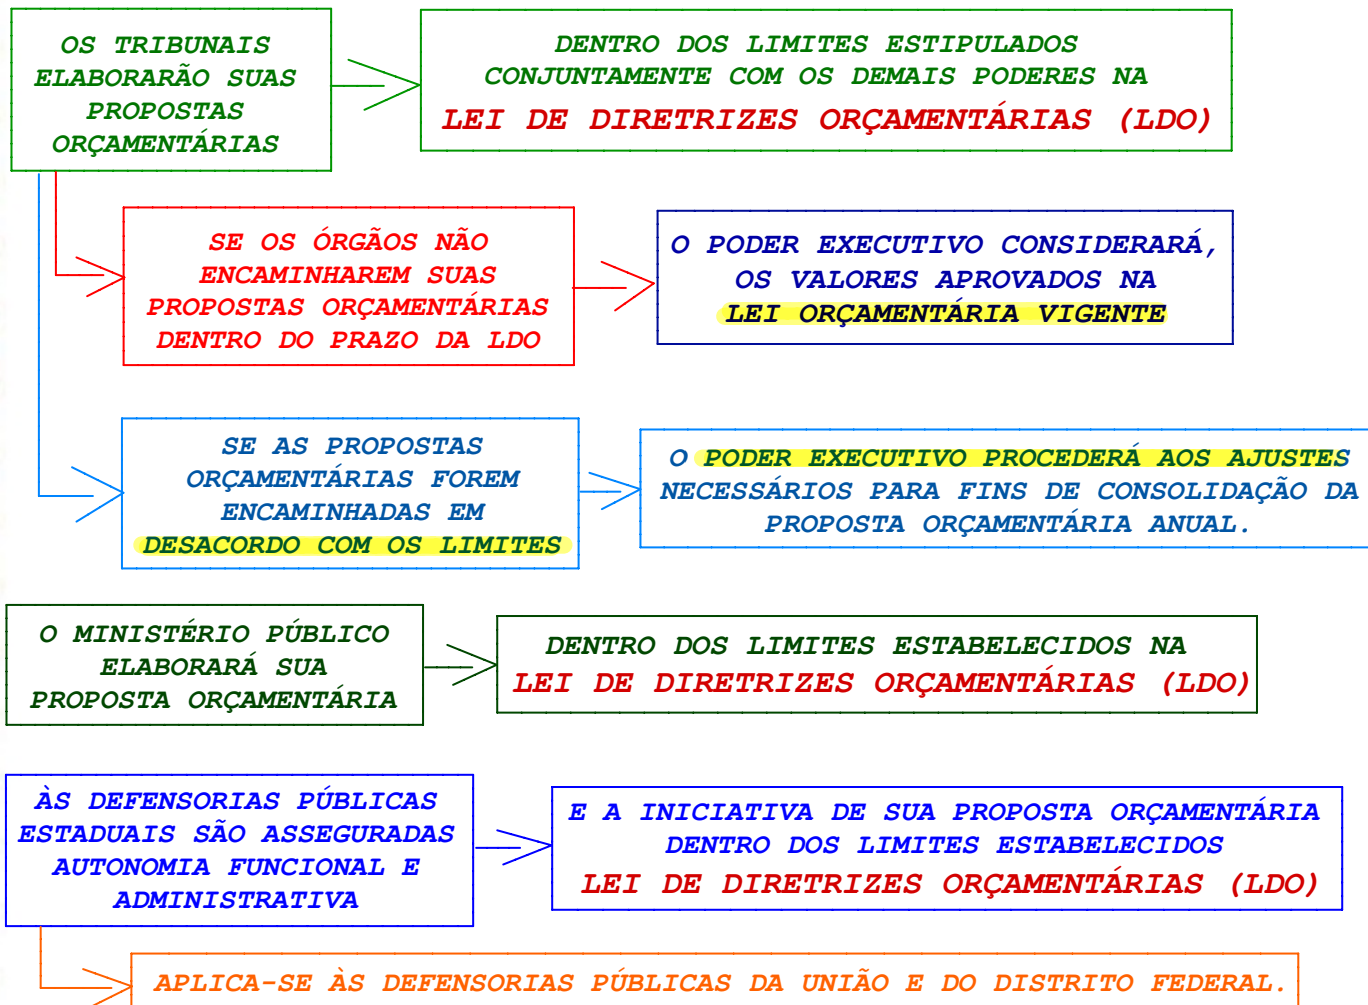 OS TRIBUNAIS
ELABORARÃO SUAS
PROPOSTAS
ORÇAMENTÁRIAS
DENTRO DOS LIMITES ESTIPULADOS
CONJUNTAMENTE COM OS DEMAIS PODERES NA
LEI DE DIRETRIZES ORÇAMENTÁRIAS (LDO)
SE OS ÓRGÃOS NÃO
ENCAMINHAREM SUAS
PROPOSTAS ORÇAMENTÁRIAS
DENTRO DO PRAZO DA LDO
O PODER EXECUTIVO CONSIDERARÁ,
OS VALORES APROVADOS NA
LEI ORÇAMENTÁRIA VIGENTE
SE AS PROPOSTAS
ORÇAMENTÁRIAS FOREM
ENCAMINHADAS EM
DESACORDO COM OS LIMITES
O PODER EXECUTIVO PROCEDERÁ AOS AJUSTES
NECESSÁRIOS PARA FINS DE CONSOLIDAÇÃO DA
PROPOSTA ORÇAMENTÁRIA ANUAL.
O MINISTÉRIO PÚBLICO
ELABORARÁ SUA
PROPOSTA ORÇAMENTÁRIA
DENTRO DOS LIMITES ESTABELECIDOS NA
LEI DE DIRETRIZES ORÇAMENTÁRIAS (LDO)
ÀS DEFENSORIAS PÚBLICAS
ESTADUAIS SÃO ASSEGURADAS
AUTONOMIA FUNCIONAL E
ADMINISTRATIVA
E A INICIATIVA DE SUA PROPOSTA ORÇAMENTÁRIA
DENTRO DOS LIMITES ESTABELECIDOS
LEI DE DIRETRIZES ORÇAMENTÁRIAS (LDO)
APLICA-SE ÀS DEFENSORIAS PÚBLICAS DA UNIÃO E DO DISTRITO FEDERAL.